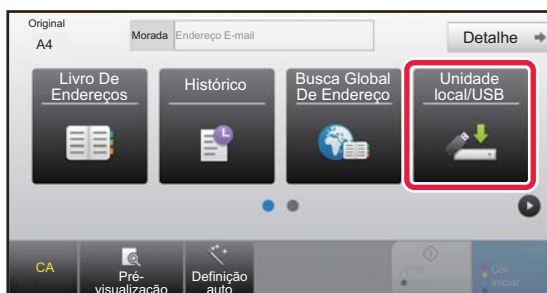 Original
A4
Morada Endereço E-mail
Detalhe
Livro De
Endereços
Histórico
Busca Global
De Endereço
Unidade
local/USB
CA
Pré-
visualização
Definição
auto
P/B
Iniciar
Cor
Iniciar